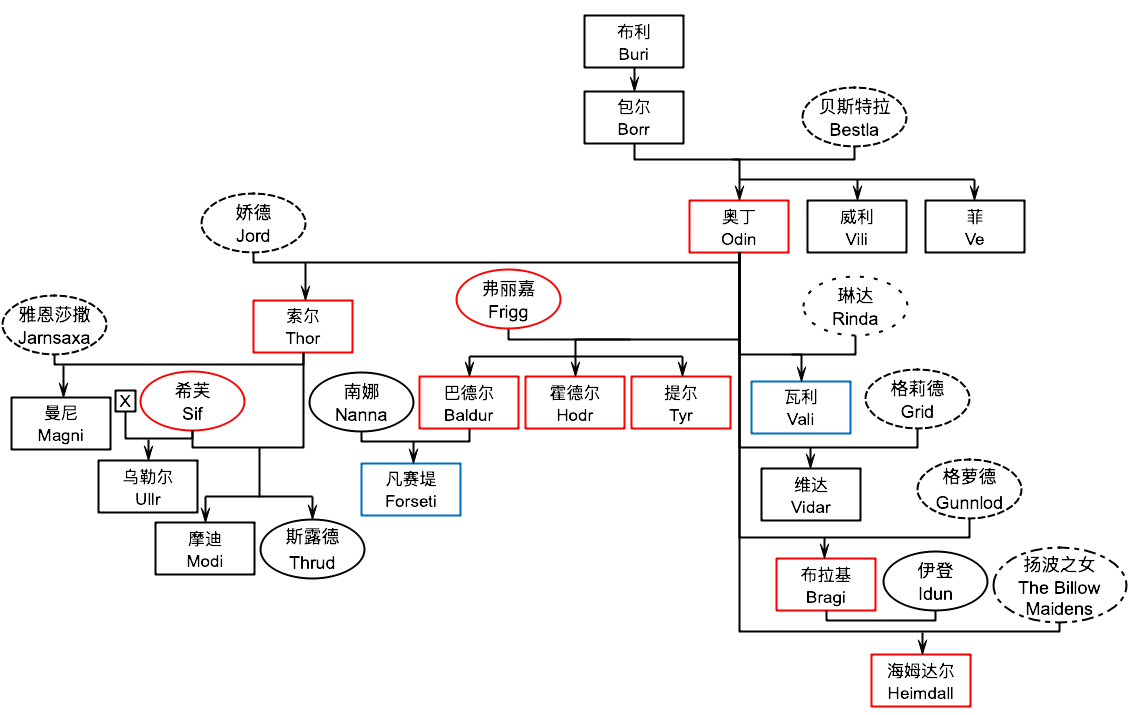 布利
Buri
包尔
Borr
贝斯特拉
Bestla
娇德
Jord
奥丁
Odin
威利
Vili
菲
Ve
雅恩莎撒
Jarnsaxa
索尔
Thor
弗丽嘉
Frigg
琳达
Rinda
曼尼
Magni
X
希芙
Sif
南娜
Nanna
巴德尔
Baldur
霍德尔
Hodr
提尔
Tyr
瓦利
Vali
格莉德
Grid
乌勒尔
Ullr
凡赛堤
Forseti
维达
Vidar
格萝德
Gunnlod
摩迪
Modi
斯露德
Thrud
布拉基
Bragi
伊登
Idun
扬波之女
The Billow
Maidens
海姆达尔
Heimdall